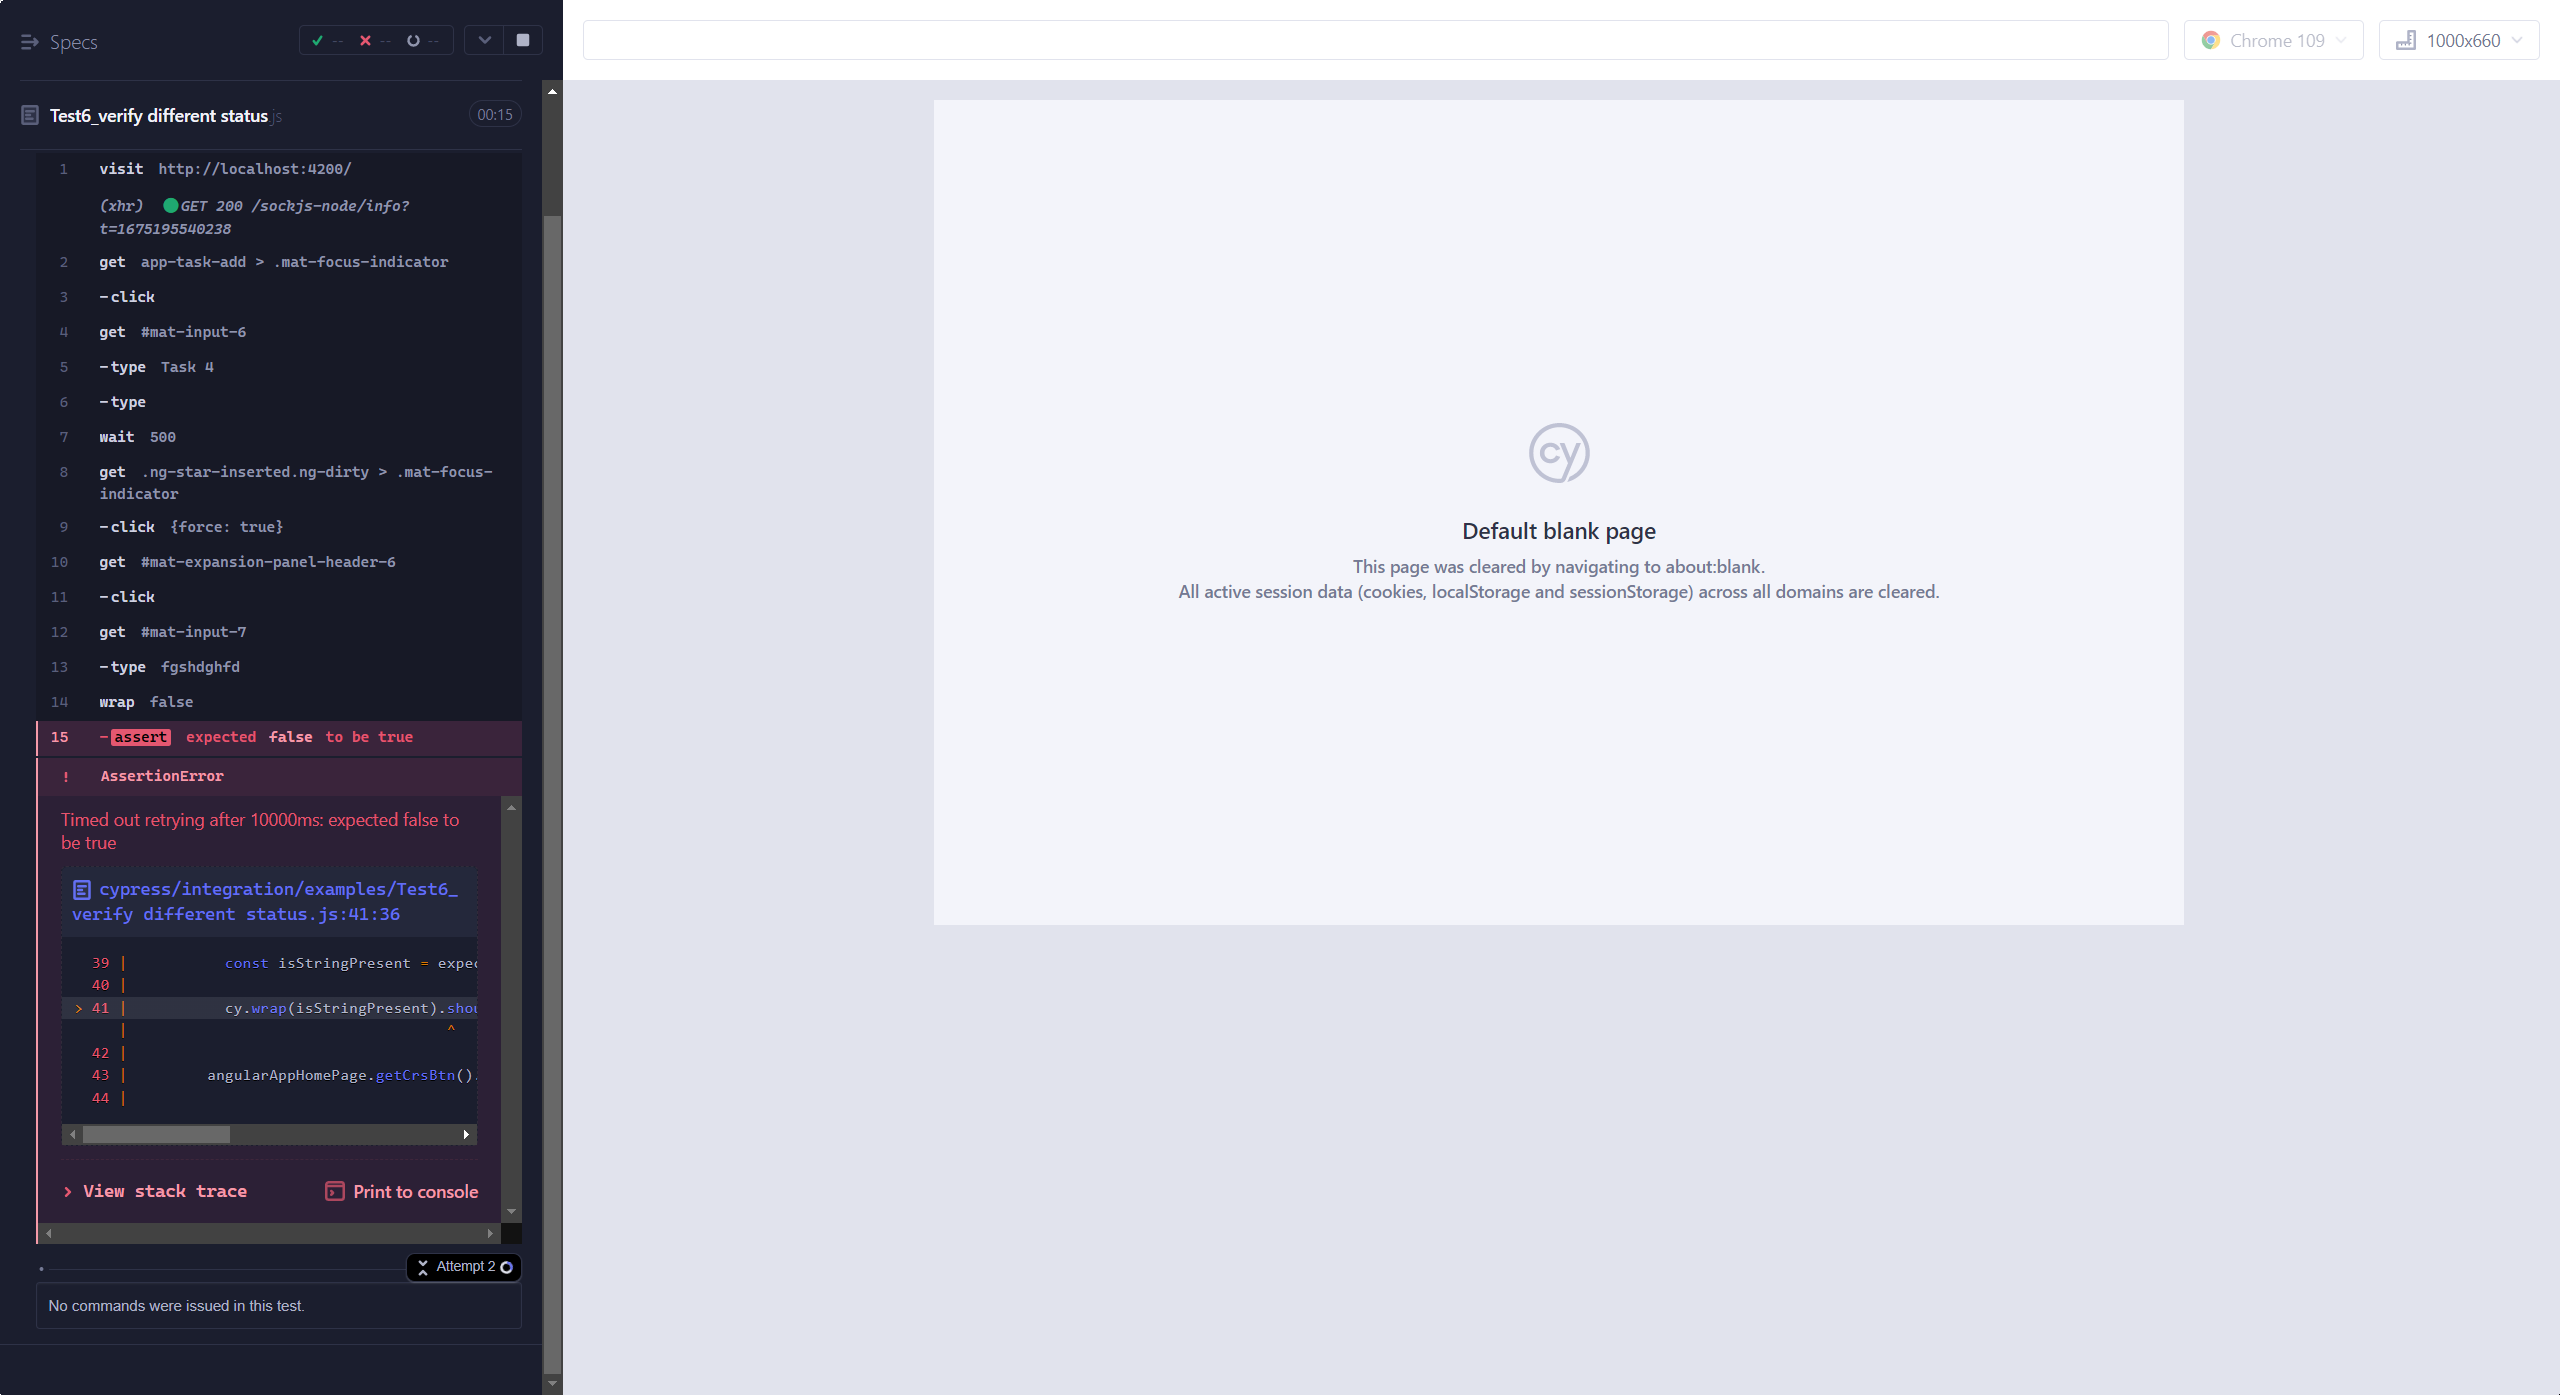 Specs
-- -- --
Test6_verify different status.js 00:15
1 visit http://localhost:4200/
(xhr) GET 200 /sockjs-node/info?
t=1675195540238
2 get app-task-add > .mat-focus-indicator
3 -click
4 get #mat-input-6
5 -type Task 4
6 -type
7 wait 500
8 get .ng-star-inserted.ng-dirty > .mat-focus-
indicator
9 -click {force: true}
10 get #mat-expansion-panel-header-6
11 -click
12 get #mat-input-7
13 -type fgshdghfd
14 wrap false
15 -assert expected false to be true
! AssertionError
Timed out retrying after 10000ms: expected false to
be true
cypress/integration/examples/Test6_
verify different status.js:41:36
39 | const isStringPresent = expec
40 |
> 41 | cy.wrap(isStringPresent).shou
| ^
42 |
43 | angularAppHomePage.getCrsBtn().
44 |
> View stack trace Print to console
Attempt 2
No commands were issued in this test.
Chrome 109
1000x660
cy
Default blank page
This page was cleared by navigating to about:blank.
All active session data (cookies, localStorage and sessionStorage) across all domains are cleared.